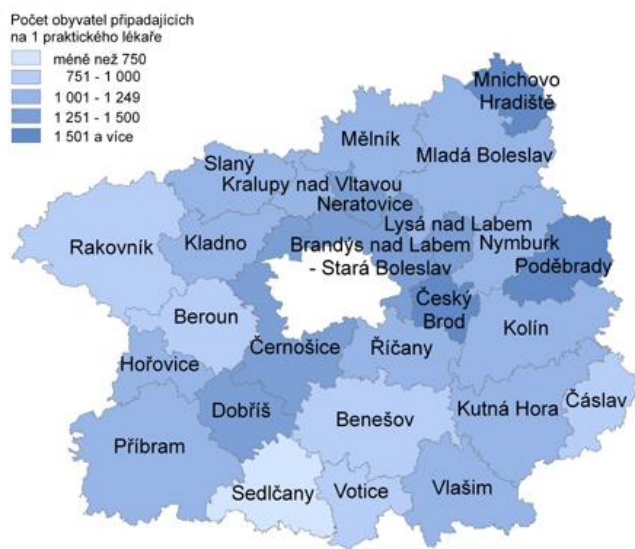 Počet obyvatel připadajících
na 1 praktického lékaře
méně než 750
751 - 1 000
1 001 - 1 249
1 251 - 1 500
1 501 a více
Mnichovo
Hradiště
Mělník
Mladá Boleslav
Slaný
Kralupy nad Vltavou
Neratovice
Lysá nad Labem
Rakovník
Kladno
Brandýs nad Labem
- Stará Boleslav
Nymburk
Poděbrady
Český
Brod
Beroun
Kolín
Černošice
Říčany
Hořovice
Čáslav
Dobříš
Benešov
Kutná Hora
Příbram
Sedlčany
Votice
Vlašim